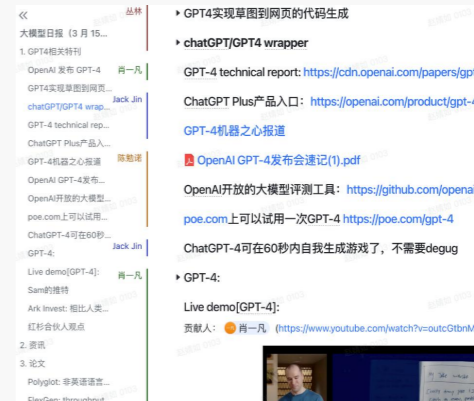 丛林
GPT4实现草图到网页的代码生成
大模型日报（3 月 15...
1. GPT4相关特刊
chatGPT/GPT4 wrapper
OpenAI 发布 GPT-4
肖一凡
GPT4实现草图到网页...
GPT-4 technical report: https://cdn.openai.com/papers/gpt
chatGPT/GPT4 wrap...
Jack Jin
GPT-4 technical rep...
ChatGPT Plus产品入口：https://openai.com/product/gpt-4
ChatGPT Plus产品入...
GPT-4机器之心报道
GPT-4机器之心报道
陈勉诺
OpenAI GPT-4发布会速记(1).pdf
OpenAI GPT-4发布...
OpenAI开放的大模型评测工具：https://github.com/openai
OpenAI开放的大模型...
poe.com上可以试用...
poe.com上可以试用一次GPT-4 https://poe.com/gpt-4
ChatGPT-4可在60秒...
ChatGPT-4可在60秒内自我生成游戏了，不需要degug
GPT-4:
Jack Jin
Live demo[GPT-4]:
肖一凡
GPT-4:
Sam的推特
Ark Invest: 相比人类...
Live demo[GPT-4]:
红杉合伙人观点
贡献人： 肖一凡 (https://www.youtube.com/watch?v=outcGtbnM
2. 资讯
3. 论文
Polyglot: 非英语语言...
FlexGen: throughput